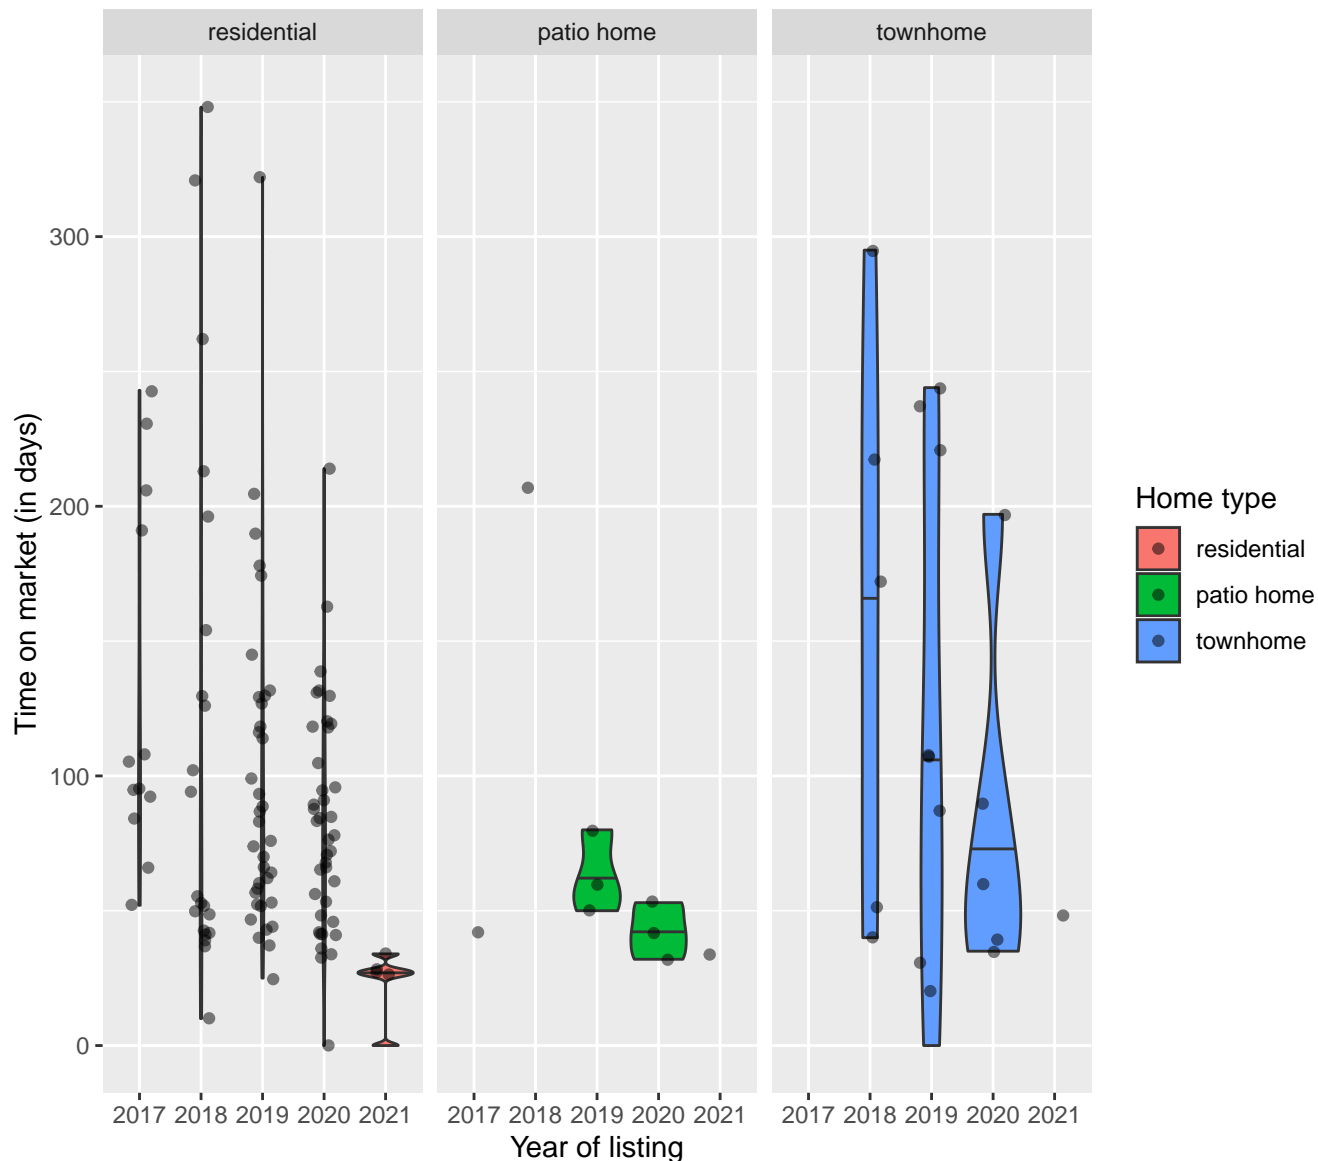 residential patio home townhome
300
200
100
0
Time on market (in days)
2017 2018 2019 2020 2021 2017 2018 2019 2020 2021 2017 2018 2019 2020 2021
Year of listing
Home type
residential
patio home
townhome